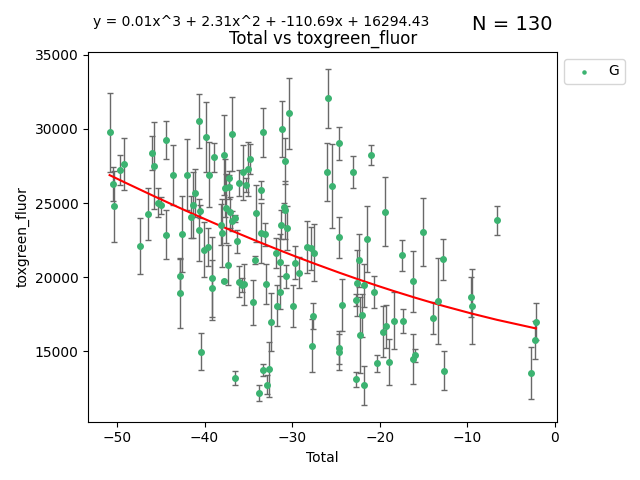 y = 0.01x^3 + 2.31x^2 + -110.69x + 16294.43
N = 130
Total vs toxgreen_fluor
G
35000
30000
25000
20000
15000
toxgreen_fluor
−50 −40 −30 −20 −10 0
Total